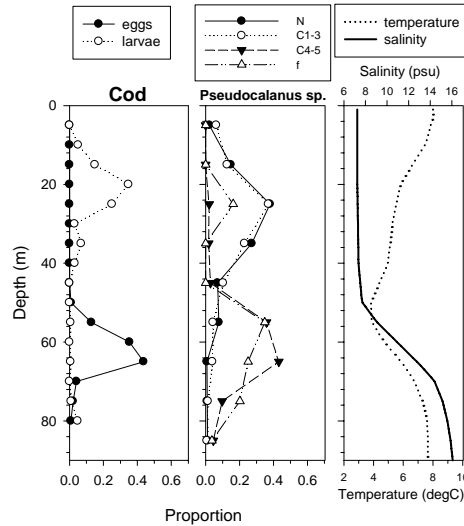 eggs
larvae
N
C1-3
C4-5
f
temperature
salinity
Cod
Pseudocalanus sp.
Salinity (psu)
6 8 10 12 14 16
Depth (m)
0
20
40
60
80
0.0 0.2 0.4 0.6
0.0 0.2 0.4 0.6
2 4 6 8 10
Temperature (degC)
Proportion